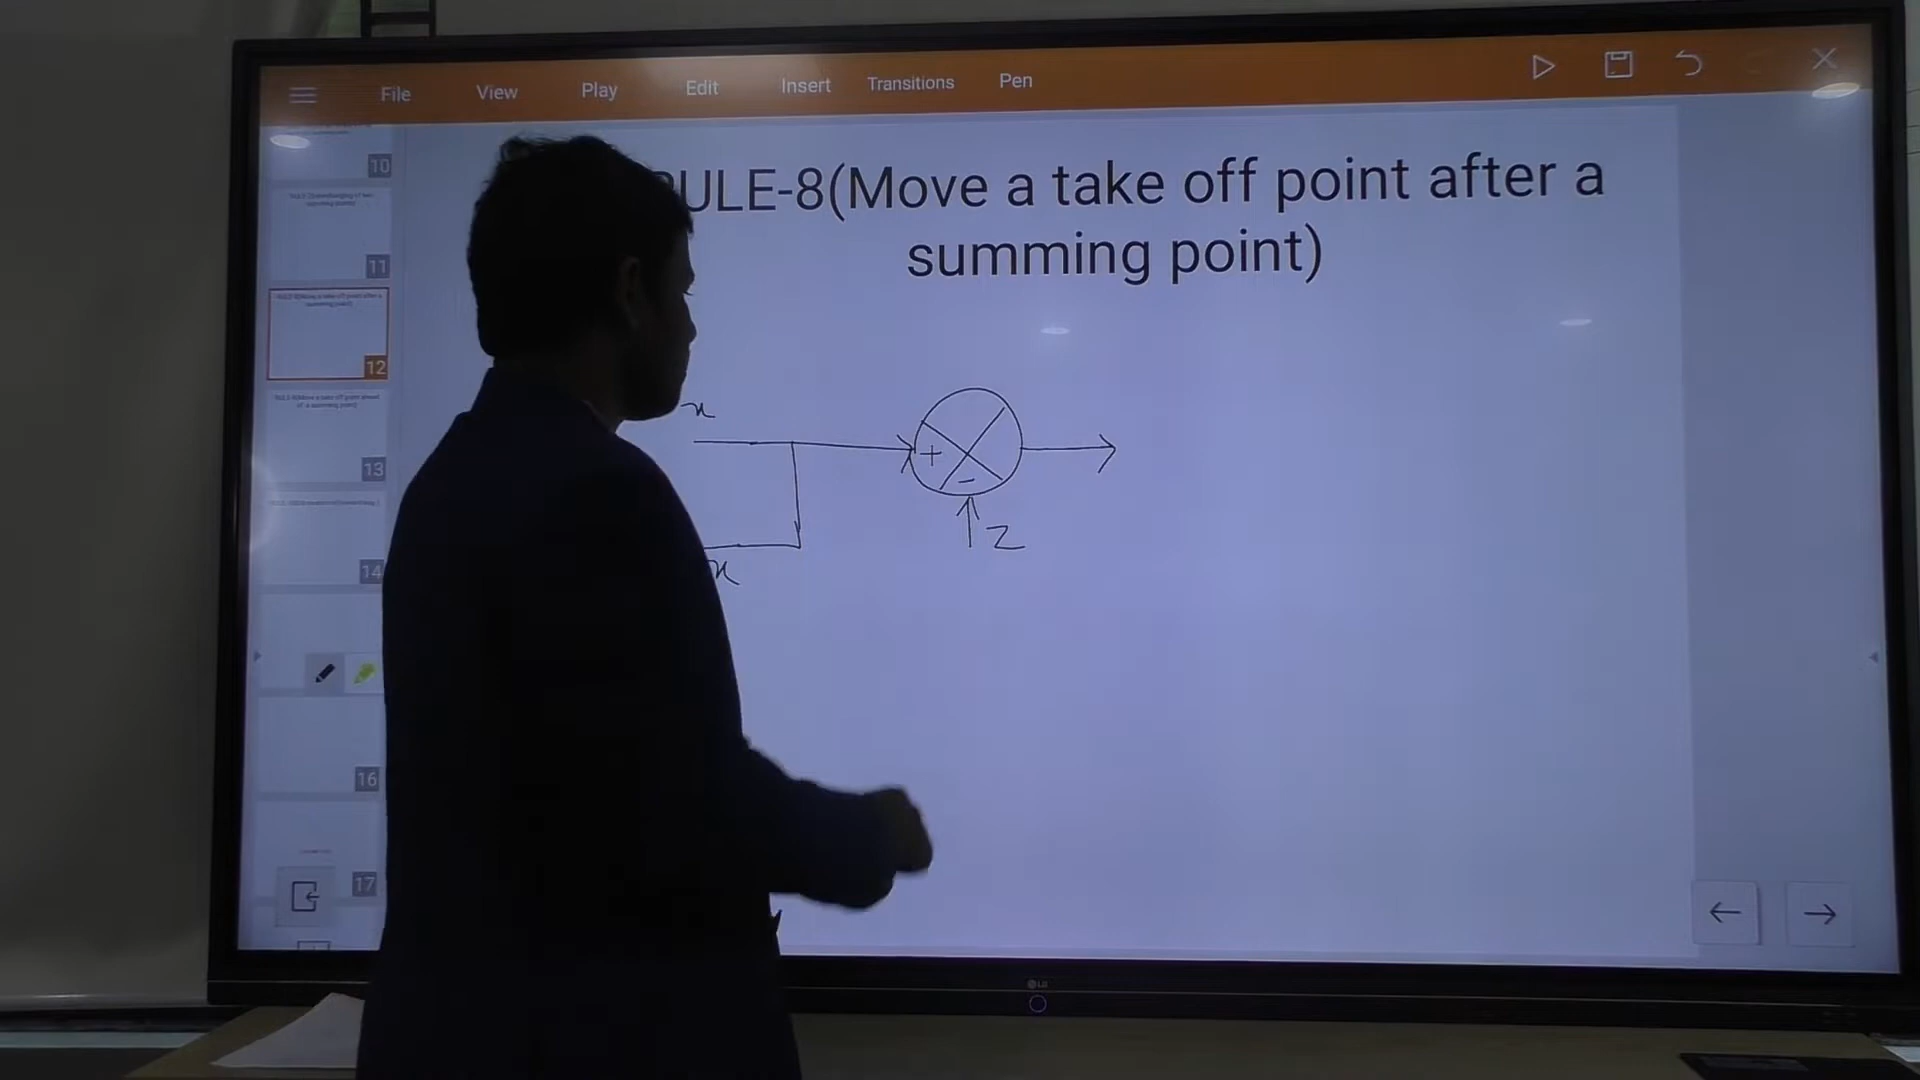 File View Play Edit Insert Transitions Pen
10
11
12
13
14
16
17
ULE-8(Move a take off point after a
summing point)
x
+
-
z
x
LG